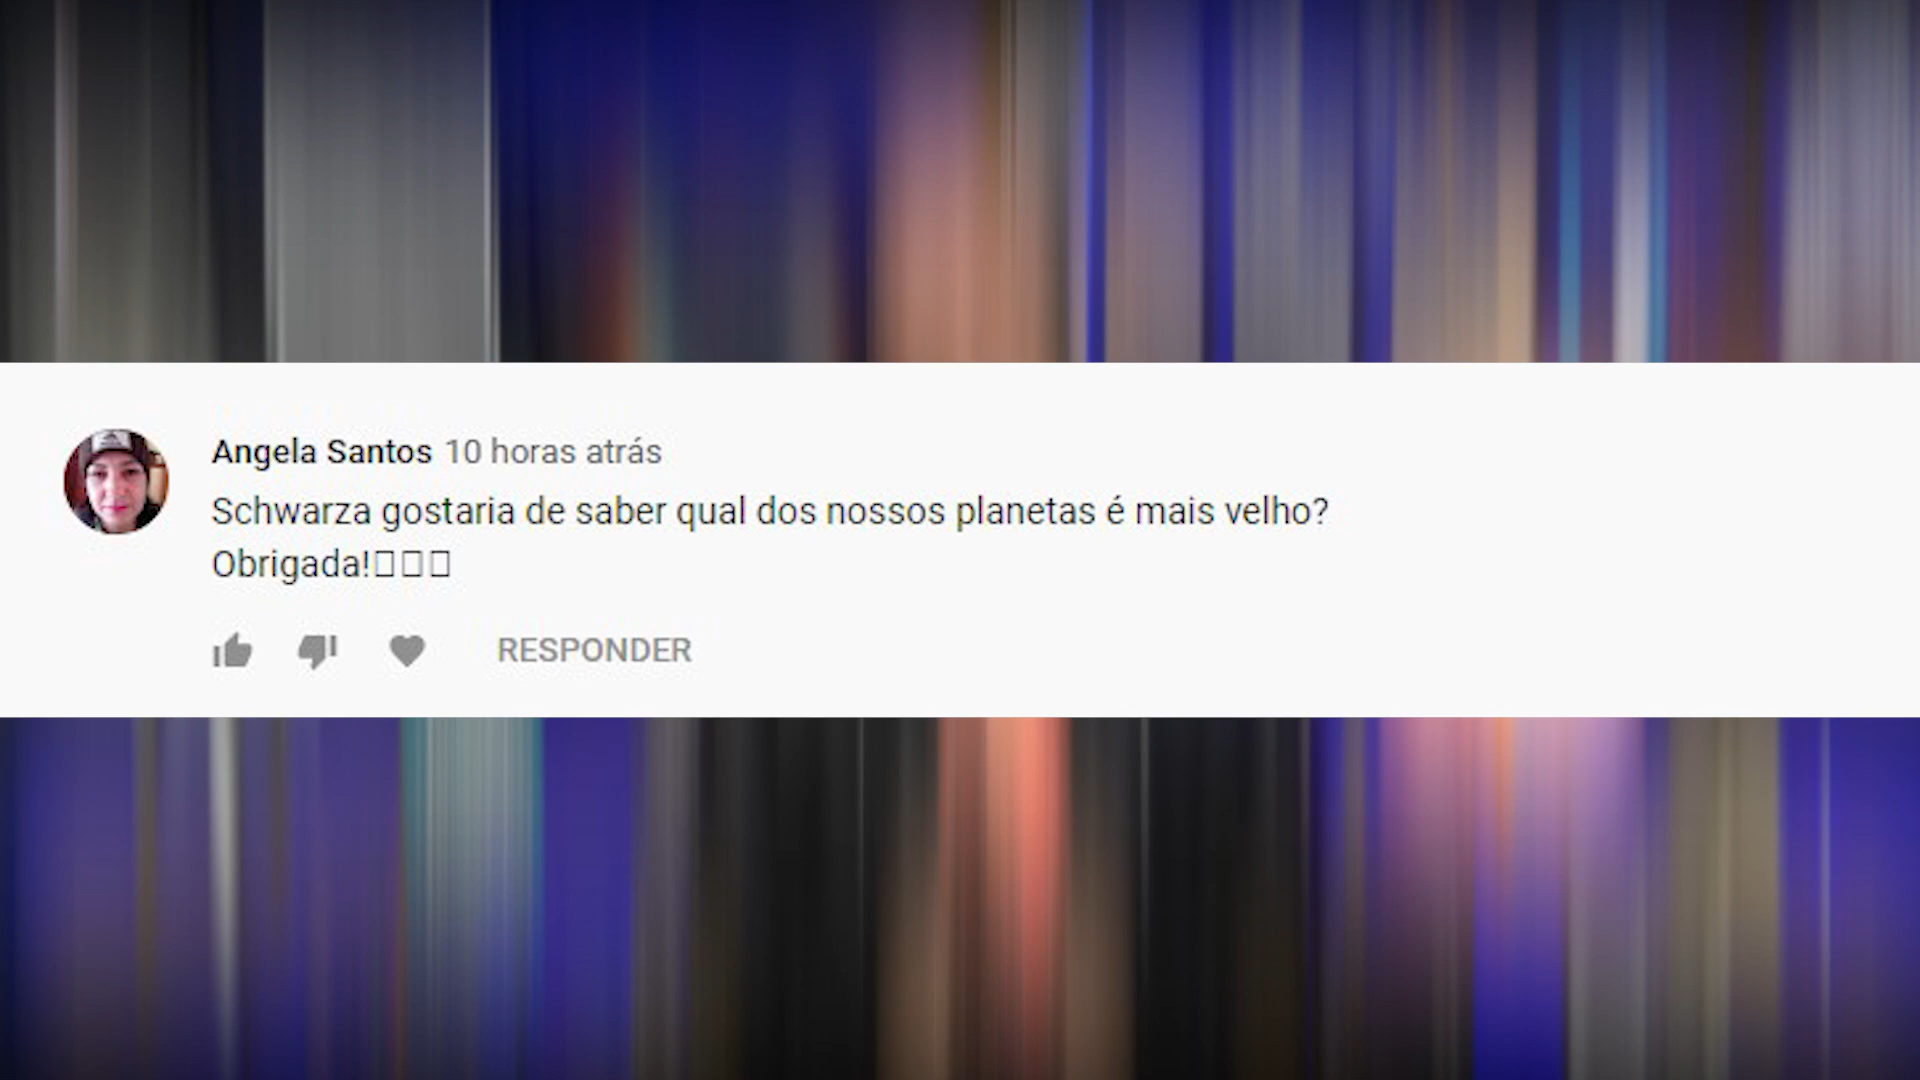 Angela Santos 10 horas atrás
Schwarza gostaria de saber qual dos nossos planetas é mais velho?
Obrigada!□□□
RESPONDER